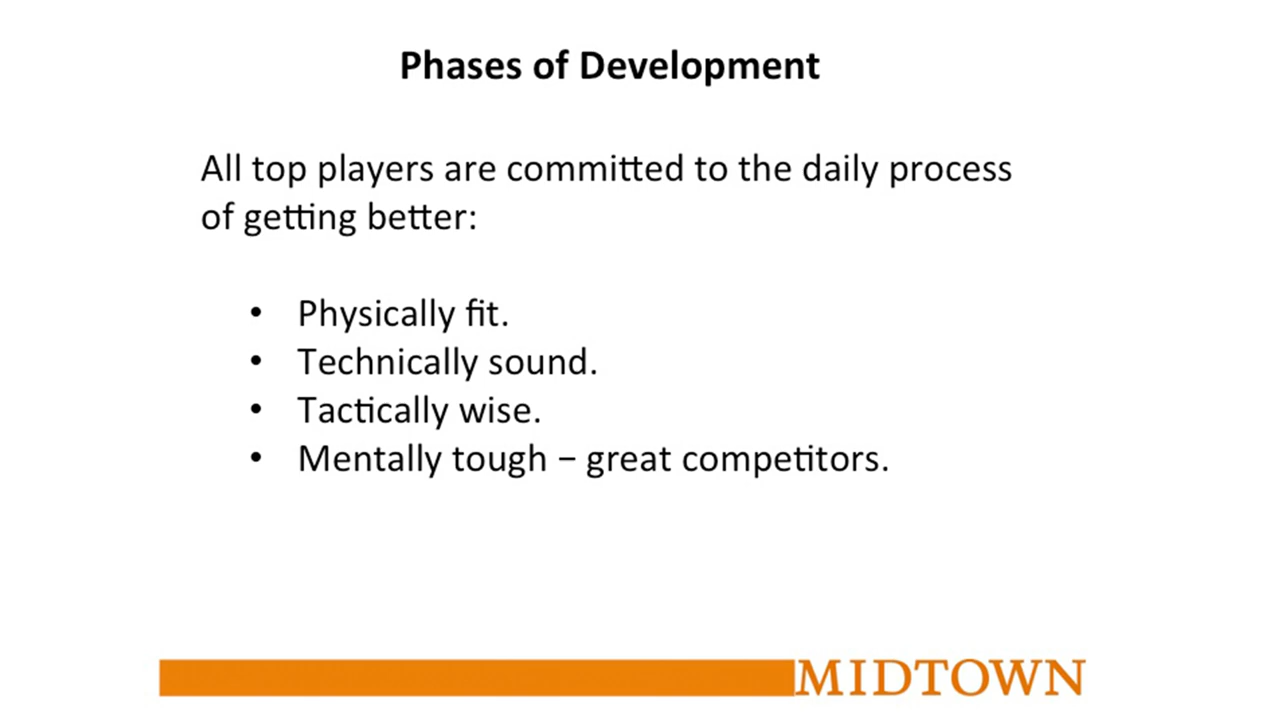 Phases of Development
All top players are committed to the daily process
of getting better:
• Physically fit.
• Technically sound.
• Tactically wise.
• Mentally tough – great competitors.
MIDTOWN